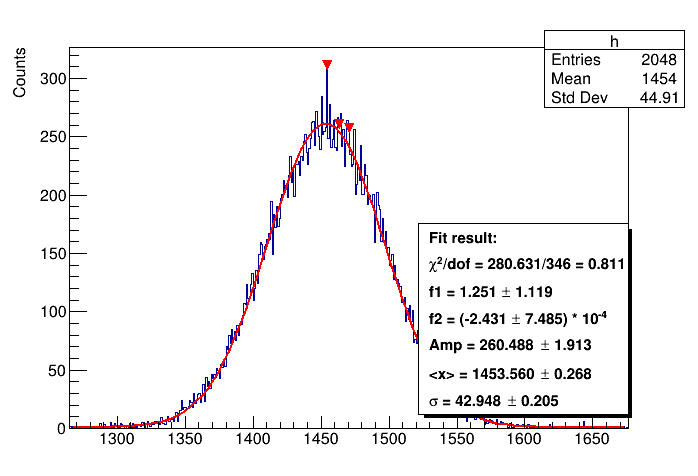 h
Entries 2048
Mean 1454
Std Dev 44.91
Counts
300
250
200
150
100
50
0
1300 1350 1400 1450 1500 1550 1600 1650
Fit result:
χ²/dof = 280.631/346 = 0.811
f1 = 1.251 ± 1.119
f2 = (-2.431 ± 7.485) * 10⁻⁴
Amp = 260.488 ± 1.913
<x> = 1453.560 ± 0.268
σ = 42.948 ± 0.205